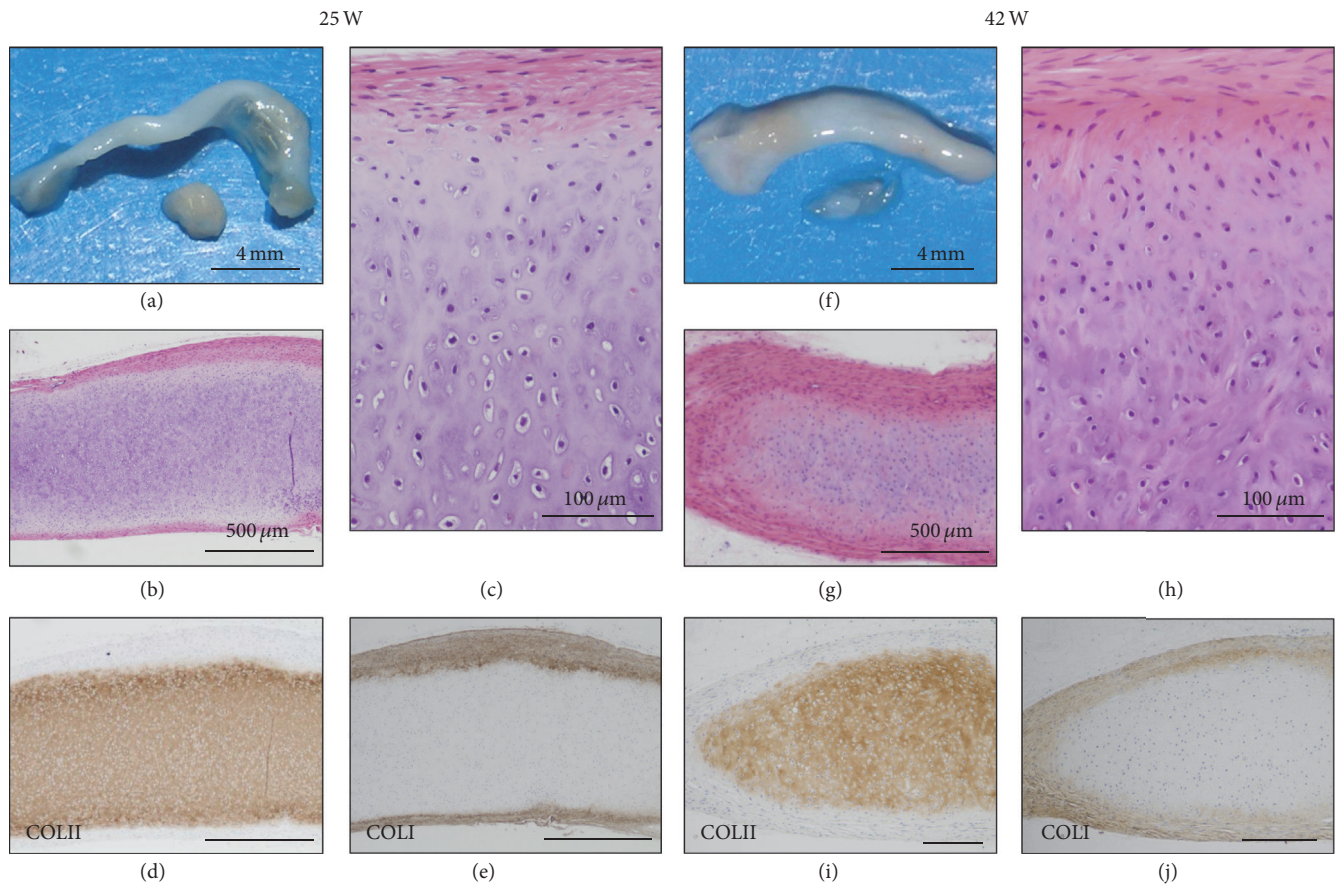 25 W
42 W
4 mm
(a)
4 mm
(f)
500 µm
(b)
100 µm
(c)
500 µm
(g)
100 µm
(h)
COLII
(d)
COLI
(e)
COLII
(i)
COLI
(j)